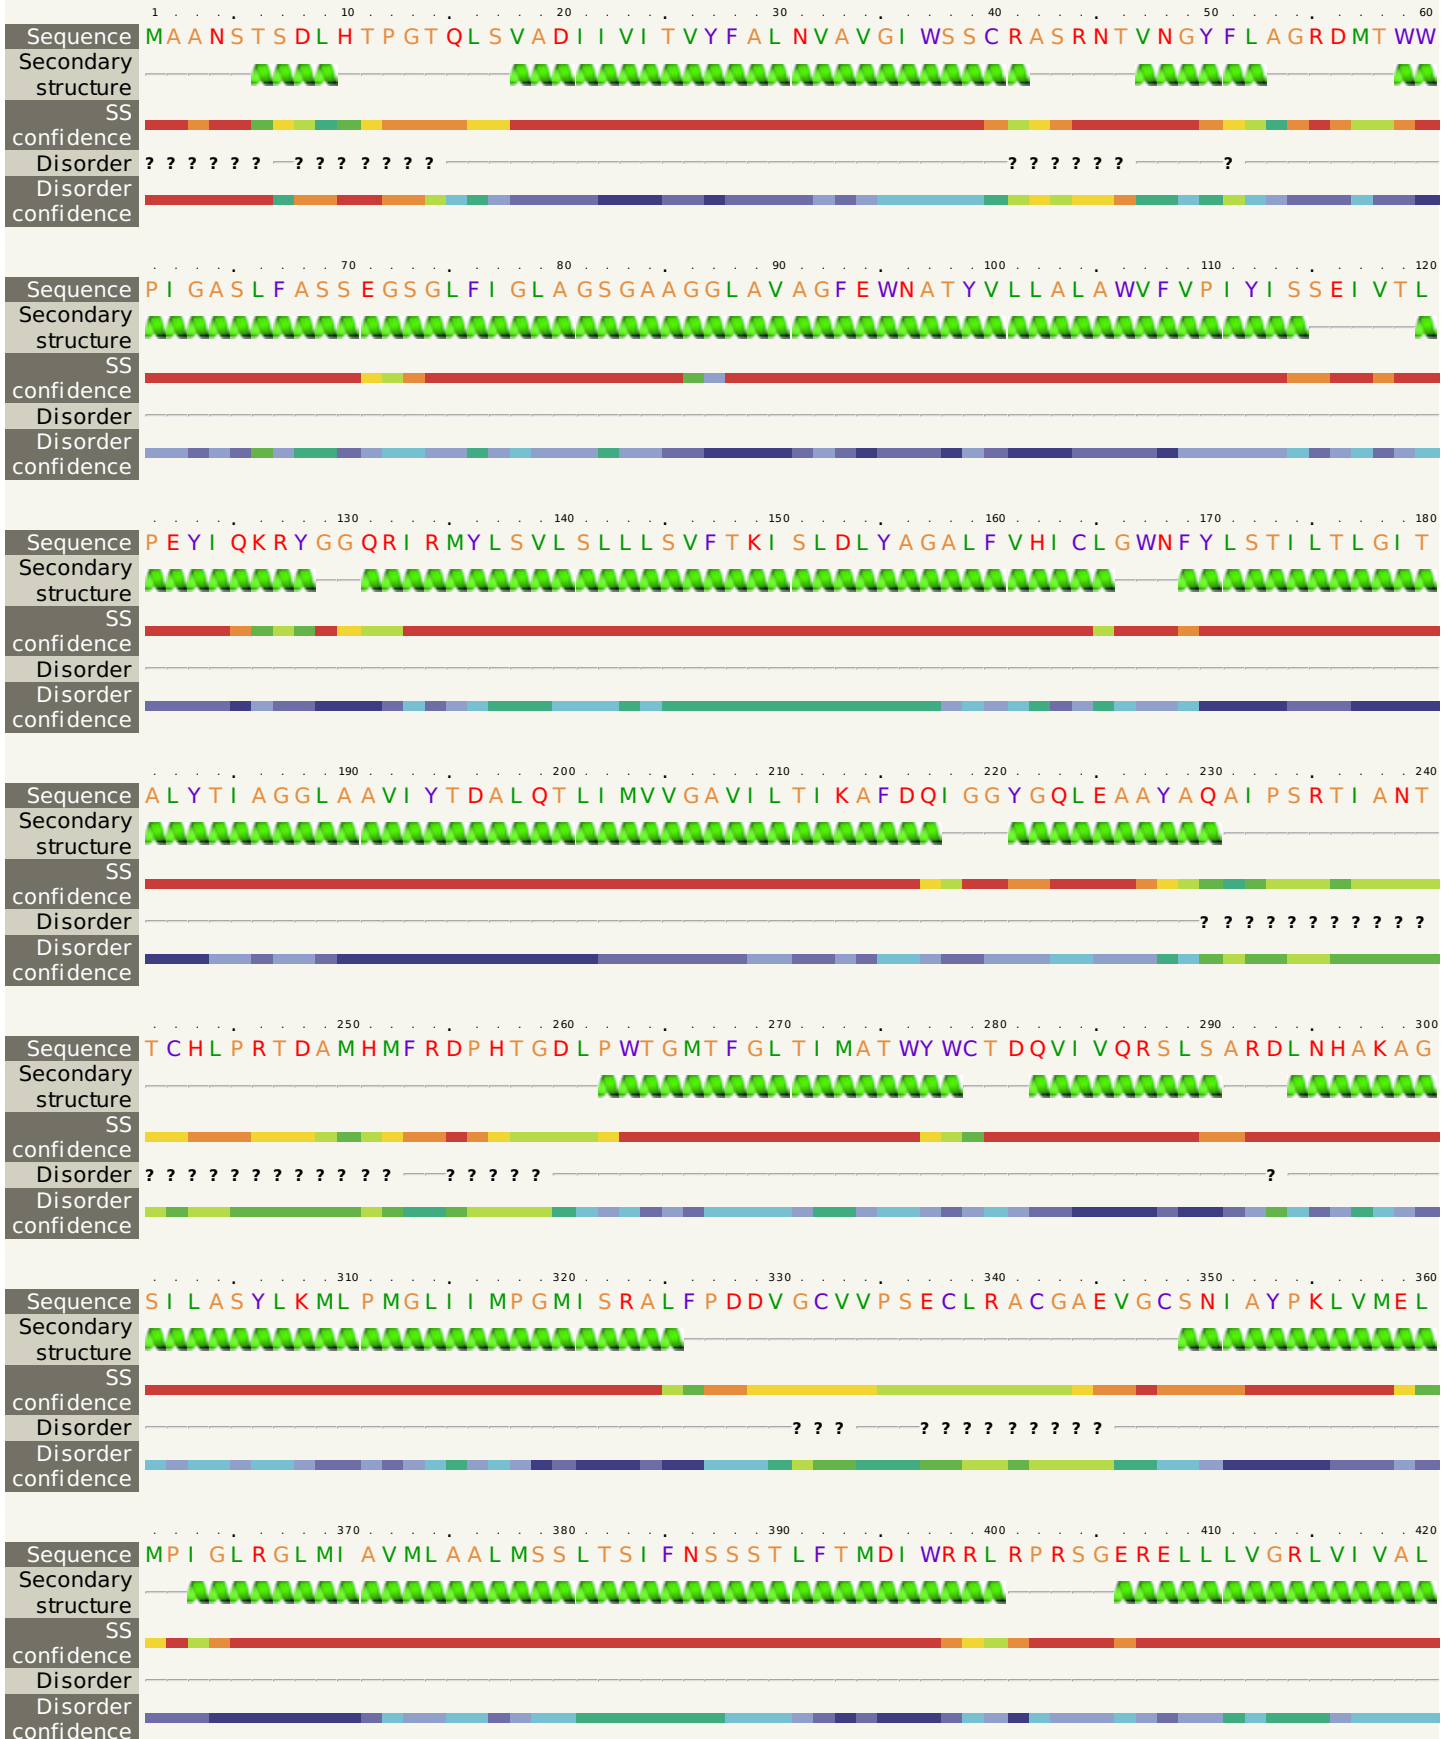 1 10 20 30 40 50 60
Sequence MAANSTSDLHTPGTQLSVADIIVITVYFALNVAVGIWSSCRASRNTVNGYFLAGRDMTWW
Secondary
structure
SS
confidence
Disorder ? ? ? ? ? ? ? ? ? ? ? ? ? ? ? ? ? ? ? ?
Disorder
confidence
70 80 90 100 110 120
Sequence PIGASLFASSEGSGLFIGLAGSGAAGGLAVAGFEWNATYVLLALAWVFVPIYISSEIVTL
Secondary
structure
SS
confidence
Disorder
Disorder
confidence
130 140 150 160 170 180
Sequence PEYIQKRYGGQRIRMYLSVLSLLLSVFTKISLDLYAGALFVHICLGWNFYLSTILTLGIT
Secondary
structure
SS
confidence
Disorder
Disorder
confidence
190 200 210 220 230 240
Sequence ALYTIAGGLAAVIYTDALQTLIMVVGAVILTIKAFDQIGGYGQLEAAYAQAIPSRTIANT
Secondary
structure
SS
confidence
Disorder ? ? ? ? ? ? ? ? ? ? ?
Disorder
confidence
250 260 270 280 290 300
Sequence TCHLPRTDAMHMFRDPHTGDLPWTGMTFGLTIMATWYWCTDQVIVQRSLSARDLNHAKAG
Secondary
structure
SS
confidence
Disorder ? ? ? ? ? ? ? ? ? ? ? ? ? ? ? ? ? ?
Disorder
confidence
310 320 330 340 350 360
Sequence SILASYLKMLPMGLIIMPGMISRALFPDDVGCVVPSECLRACGAEVGCSNIAYPKLVMEL
Secondary
structure
SS
confidence
Disorder ? ? ? ? ? ? ? ? ? ? ? ?
Disorder
confidence
370 380 390 400 410 420
Sequence MPIGLRGLMIAVMLAALMSSLTSIFNSSSTLFTMDIWRRLRPRSGERELLLVGRLVIVAL
Secondary
structure
SS
confidence
Disorder
Disorder
confidence